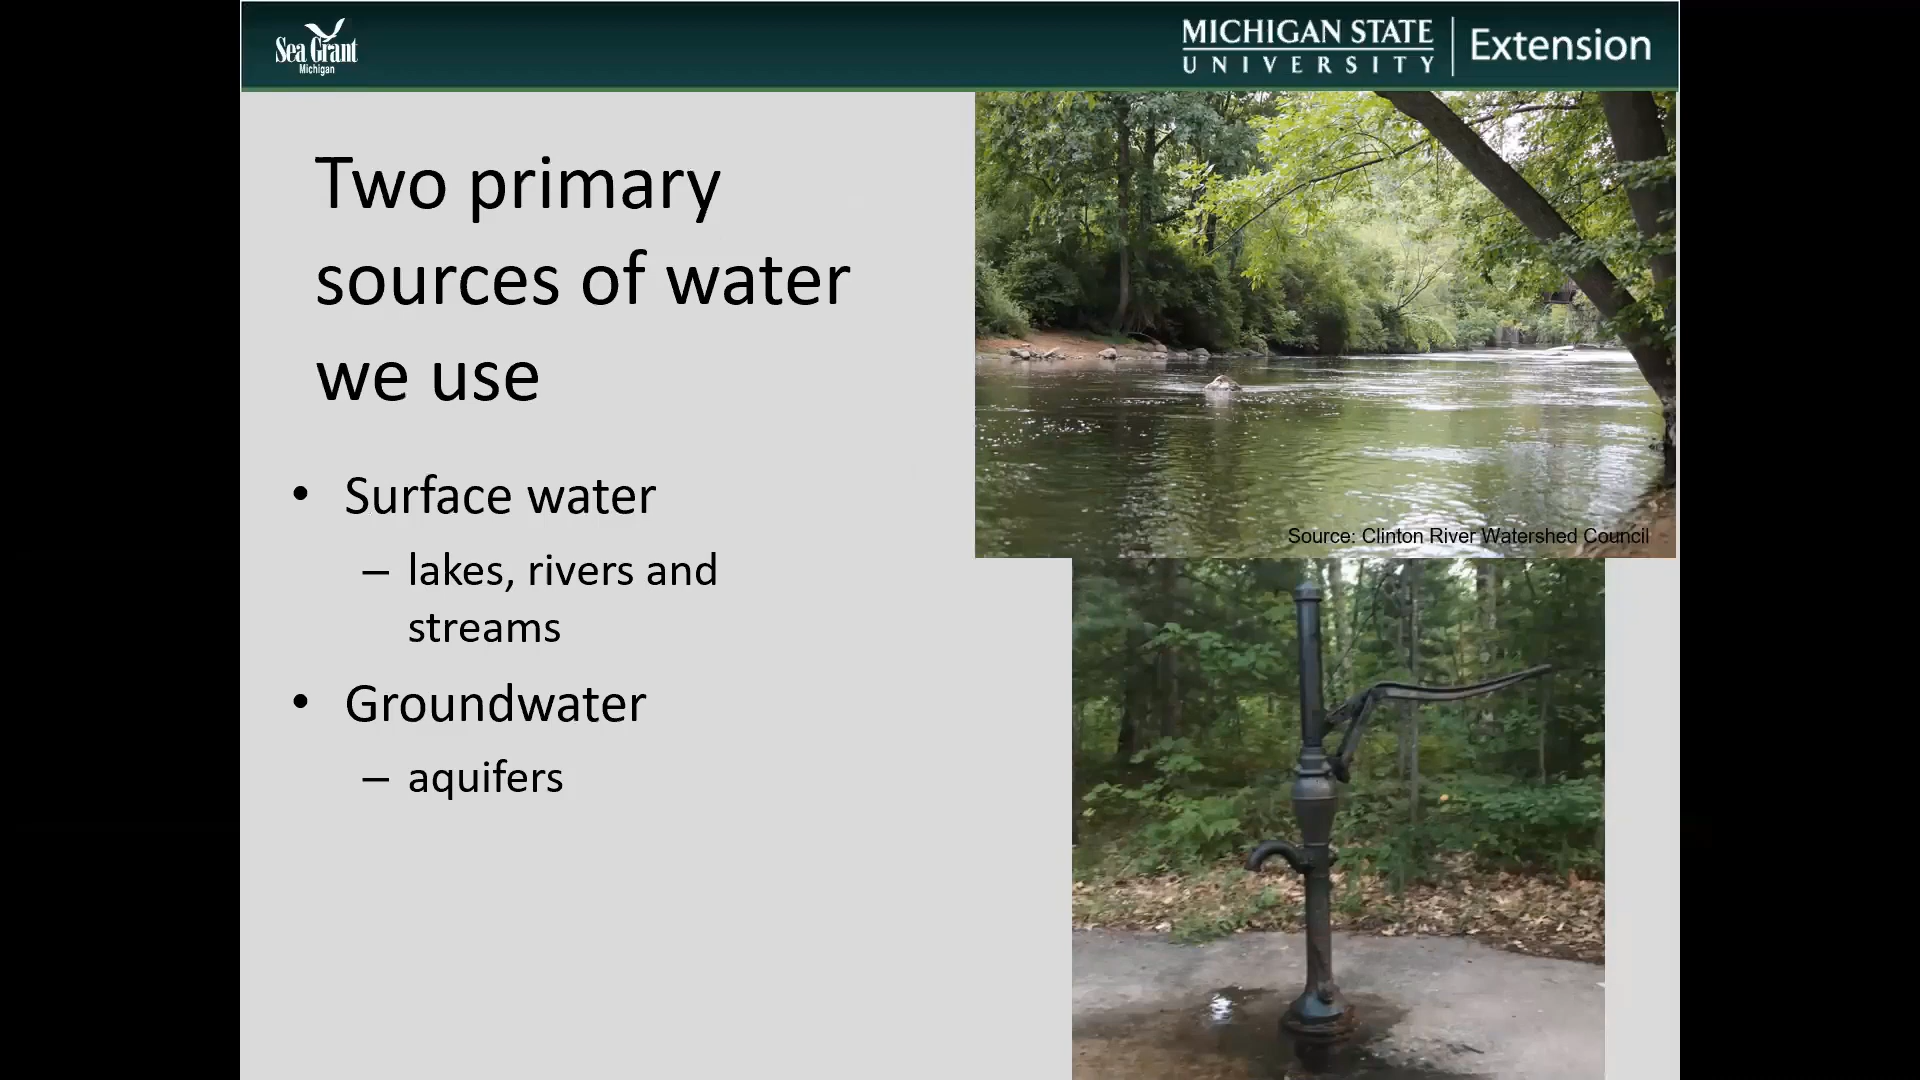 Sea Grant
Michigan
MICHIGAN STATE
UNIVERSITY
Extension
Two primary
sources of water
we use
• Surface water
– lakes, rivers and
streams
• Groundwater
– aquifers
Source: Clinton River Watershed Council